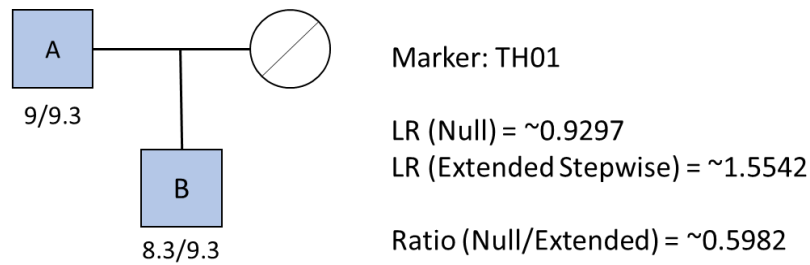 A
9/9.3
B
8.3/9.3
Marker: TH01
LR (Null) = ~0.9297
LR (Extended Stepwise) = ~1.5542
Ratio (Null/Extended) = ~0.5982